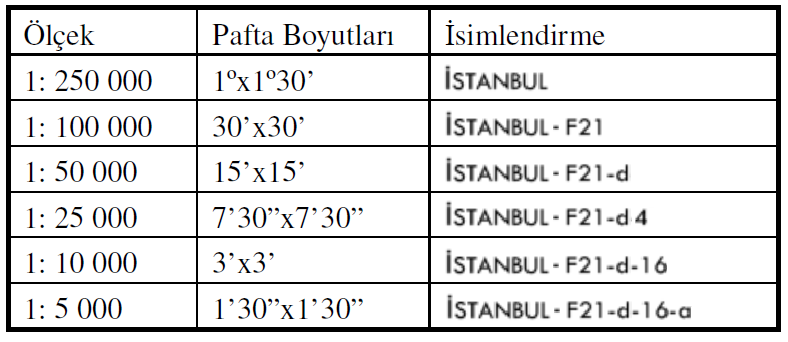 Ölçek Pafta Boyutları İsimlendirme
1: 250 000 1ºx1º30’ İSTANBUL
1: 100 000 30’x30’ İSTANBUL - F21
1: 50 000 15’x15’ İSTANBUL - F21-d
1: 25 000 7’30”x7’30” İSTANBUL - F21-d 4
1: 10 000 3’x3’ İSTANBUL - F21-d-16
1: 5 000 1’30”x1’30” İSTANBUL - F21-d-16-a